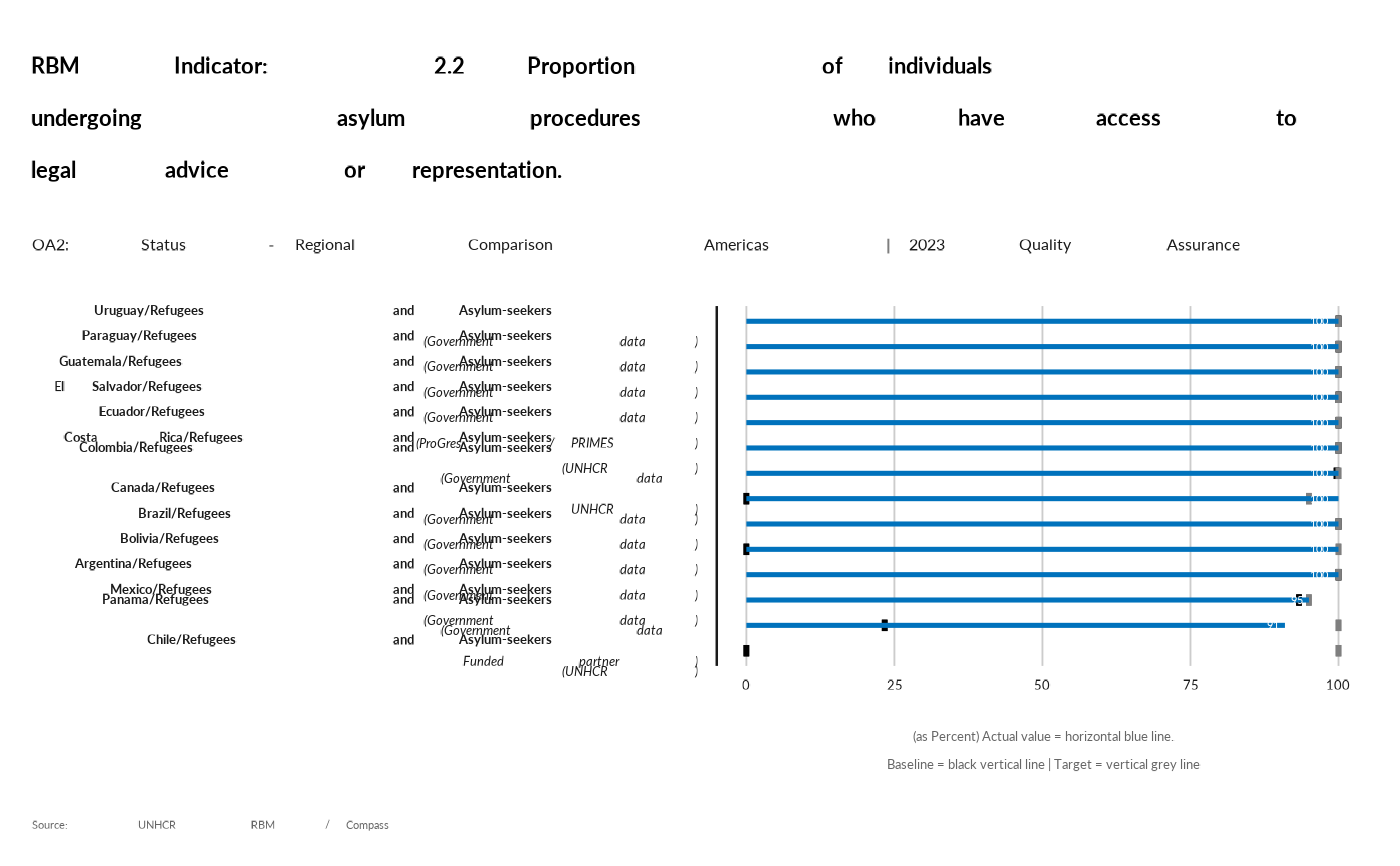 RBM Indicator: 2.2 Proportion of individuals
undergoing asylum procedures who have access to
legal advice or representation.
OA2: Status - Regional Comparison Americas | 2023 Quality Assurance
Uruguay/Refugees and Asylum-seekers
(Government data )
Paraguay/Refugees and Asylum-seekers
(Government data )
Guatemala/Refugees and Asylum-seekers
(Government data )
El Salvador/Refugees and Asylum-seekers
(Government data )
Ecuador/Refugees and Asylum-seekers
(ProGres / PRIMES )
Costa Rica/Refugees and Asylum-seekers
(UNHCR )
Colombia/Refugees and Asylum-seekers
(Government data )
Canada/Refugees and Asylum-seekers
UNHCR )
(Government data )
Brazil/Refugees and Asylum-seekers
(Government data )
Bolivia/Refugees and Asylum-seekers
(Government data )
Argentina/Refugees and Asylum-seekers
(Government data )
Mexico/Refugees and Asylum-seekers
(Government data )
Panama/Refugees and Asylum-seekers
(Government data )
Chile/Refugees and Asylum-seekers
Funded partner )
(UNHCR )
100
100
100
100
100
100
100
100
100
100
100
95
91
0 25 50 75 100
(as Percent) Actual value = horizontal blue line.
Baseline = black vertical line | Target = vertical grey line
Source: UNHCR RBM / Compass